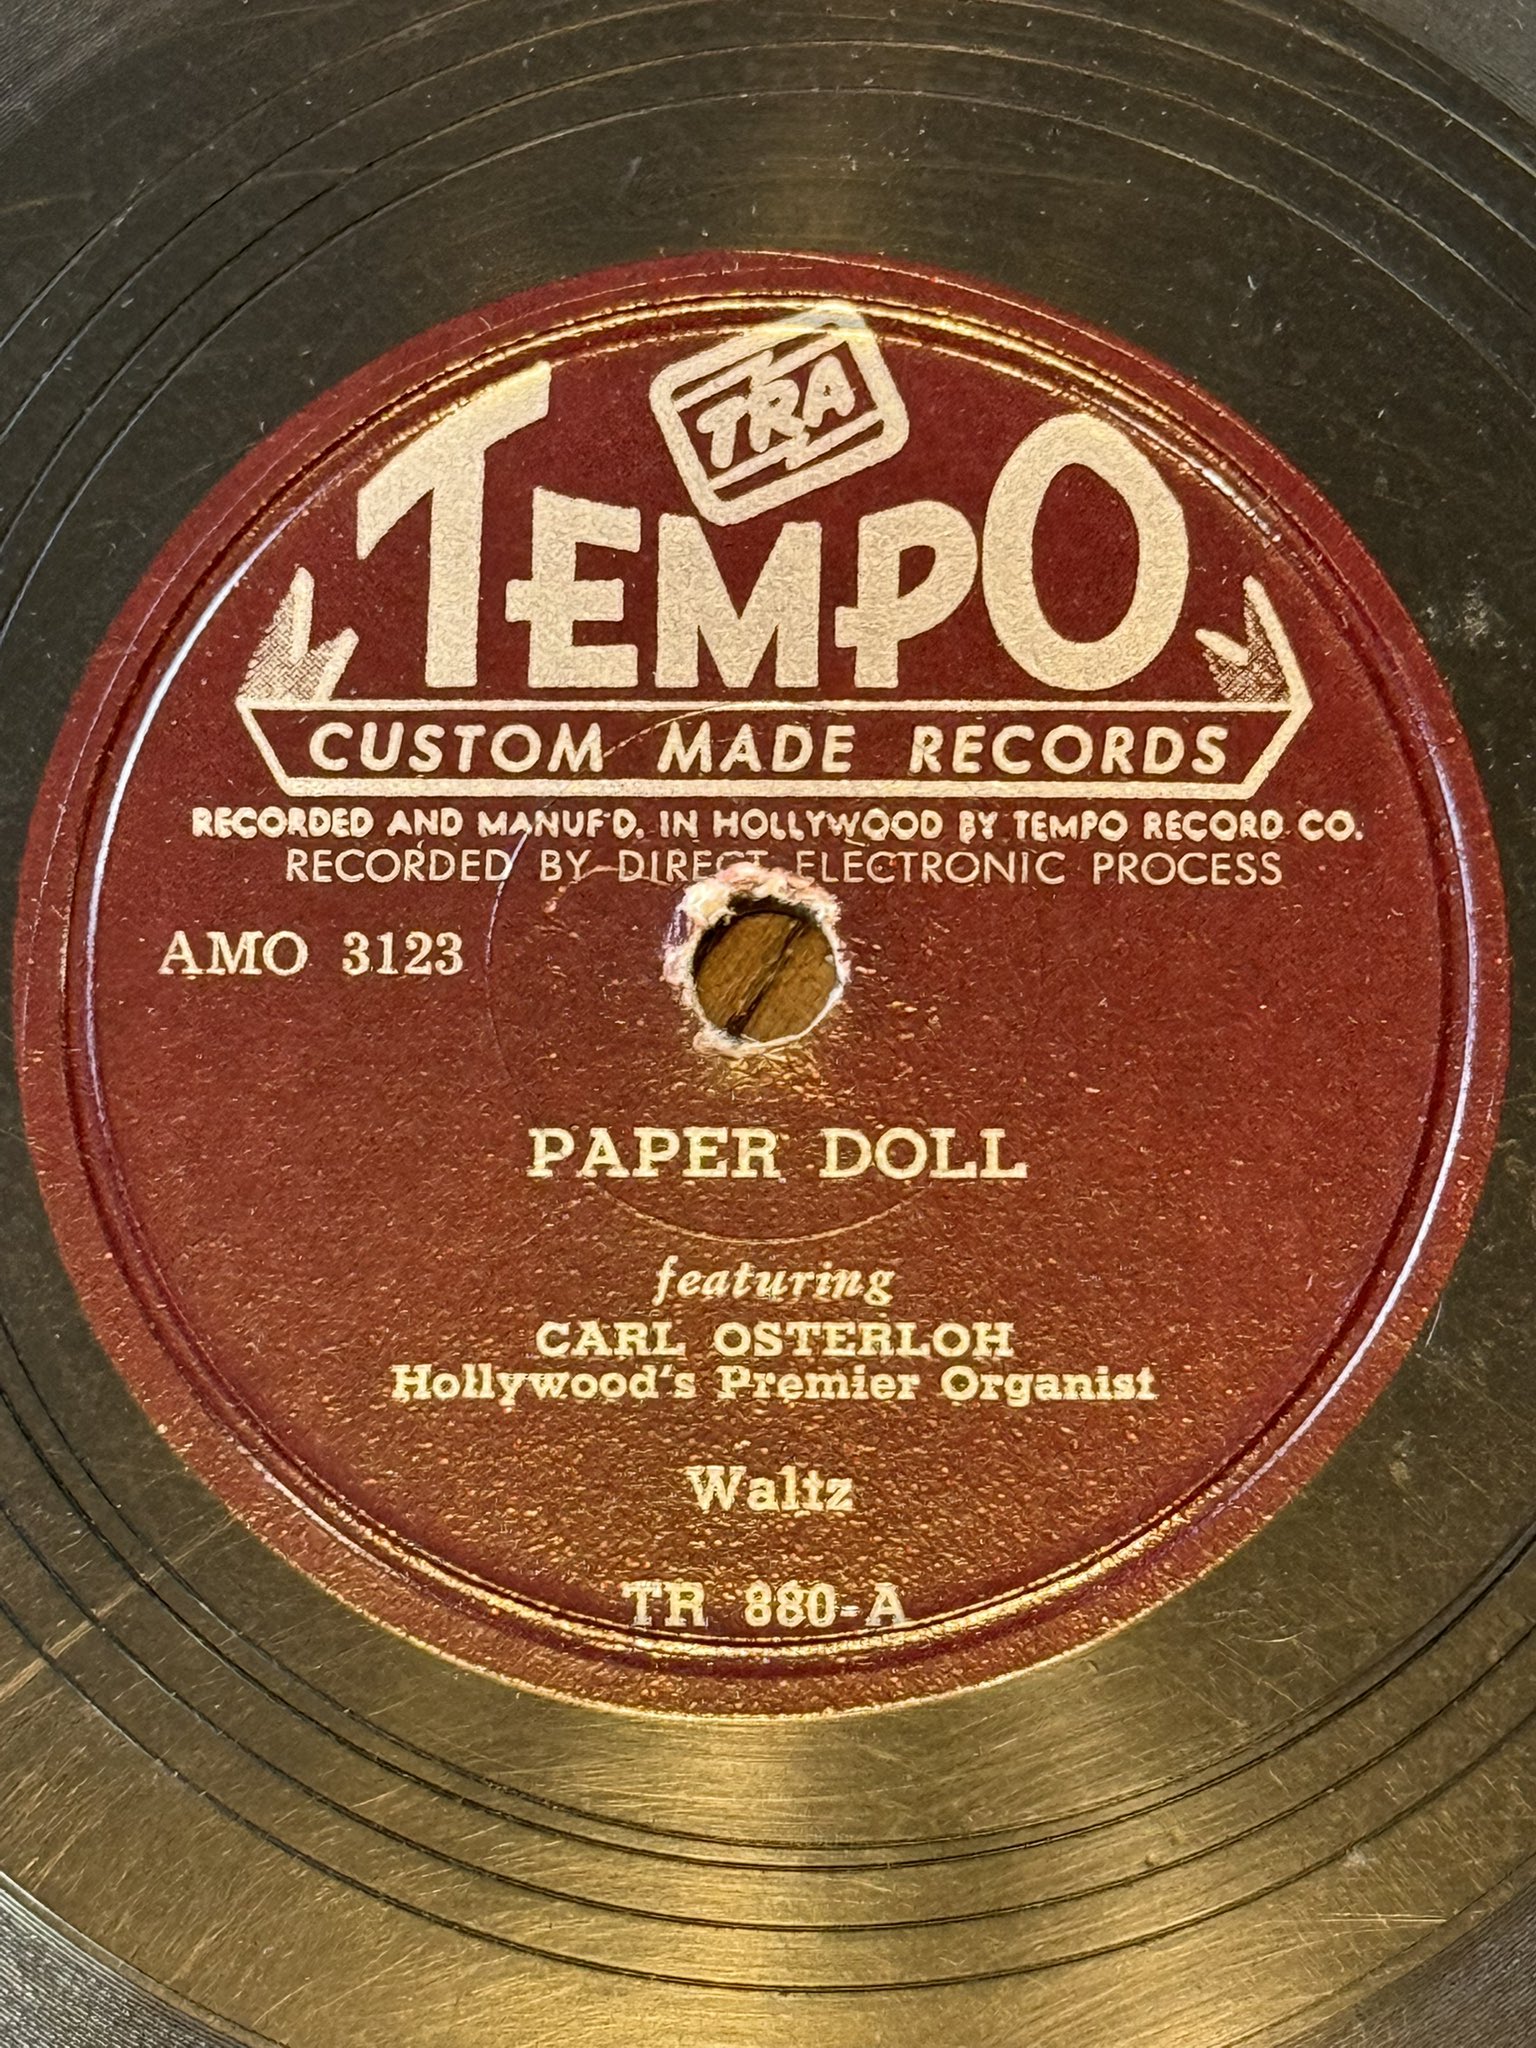 TRA
TEMPO
CUSTOM MADE RECORDS
RECORDED AND MANUF'D. IN HOLLYWOOD BY TEMPO RECORD CO.
RECORDED BY DIRECT ELECTRONIC PROCESS
AMO 3123
PAPER DOLL
featuring
CARL OSTERLOH
Hollywood's Premier Organist
Waltz
TR 880-A